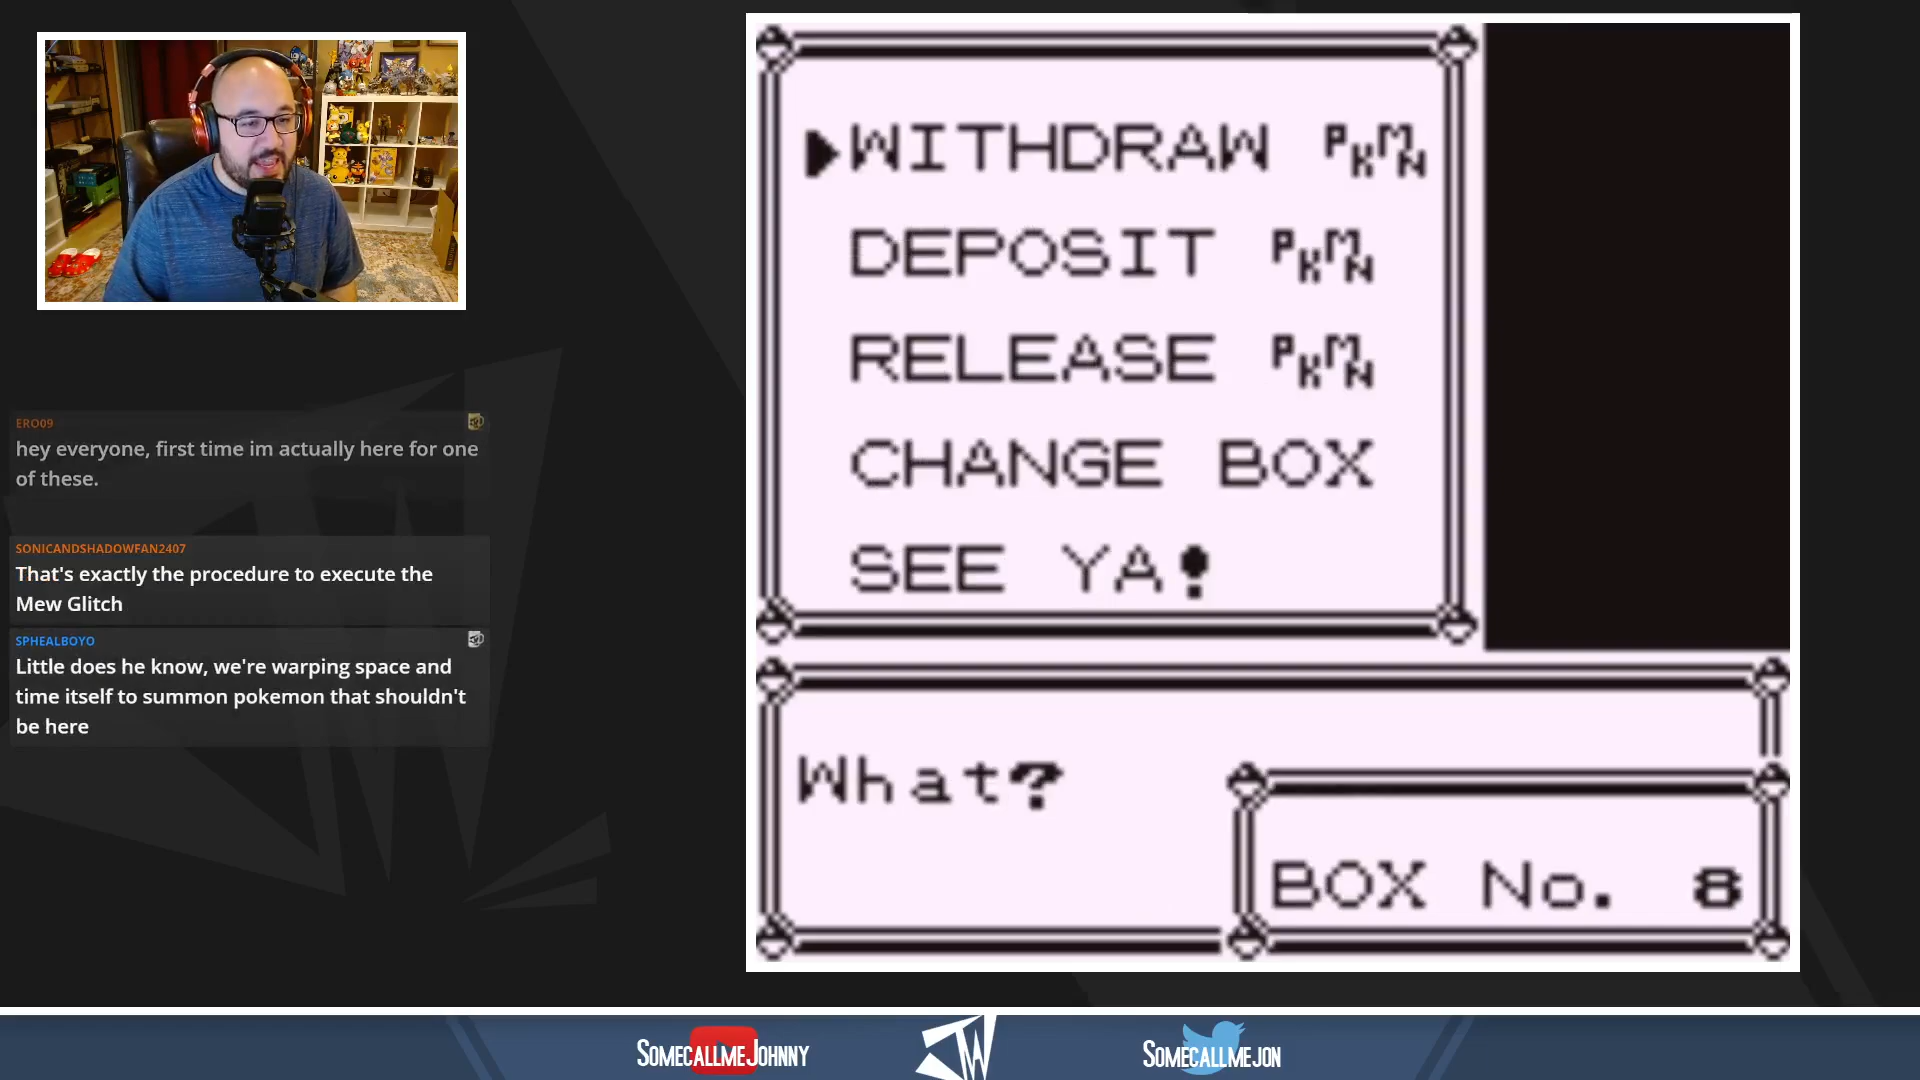 WITHDRAW PKMN
DEPOSIT PKMN
RELEASE PKMN
CHANGE BOX
SEE YA!
What?
BOX No. 8
ERO09
hey everyone, first time im actually here for one
of these.
SONICANDSHADOWFAN2407
That's exactly the procedure to execute the
Mew Glitch
SPHEALBOYO
Little does he know, we're warping space and
time itself to summon pokemon that shouldn't
be here
SOMECALLMEJOHNNY
SOMECALLMEJON